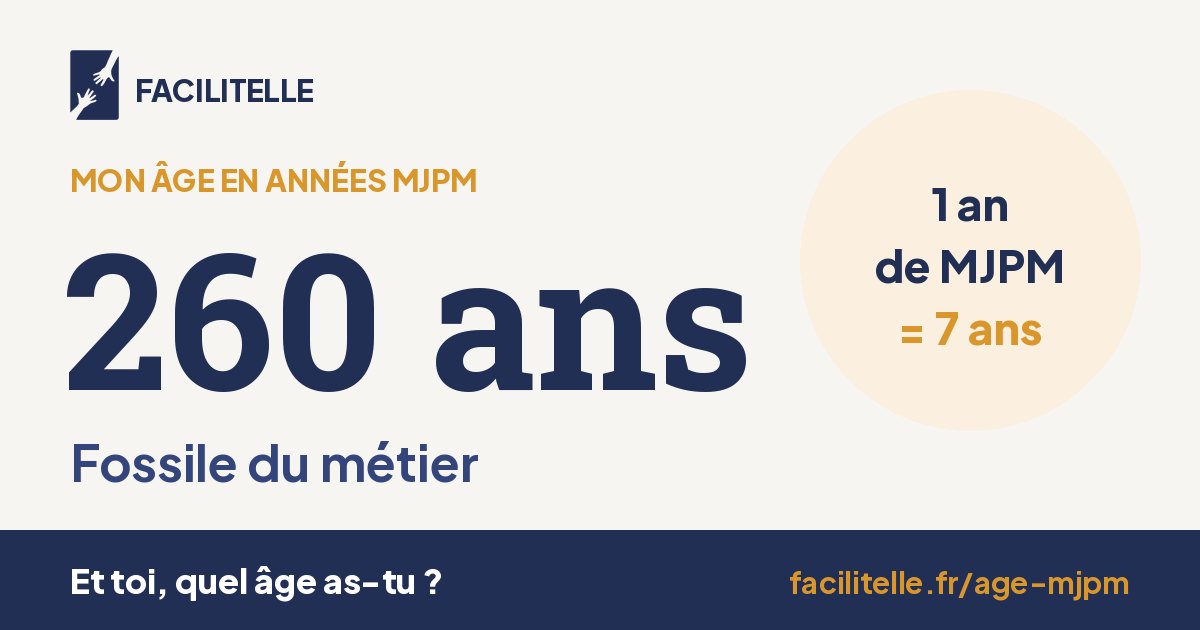 FACILITELLE
MON ÂGE EN ANNÉES MJPM
260 ans
Fossile du métier
1 an
de MJPM
= 7 ans
Et toi, quel âge as-tu ?
facilitelle.fr/age-mjpm